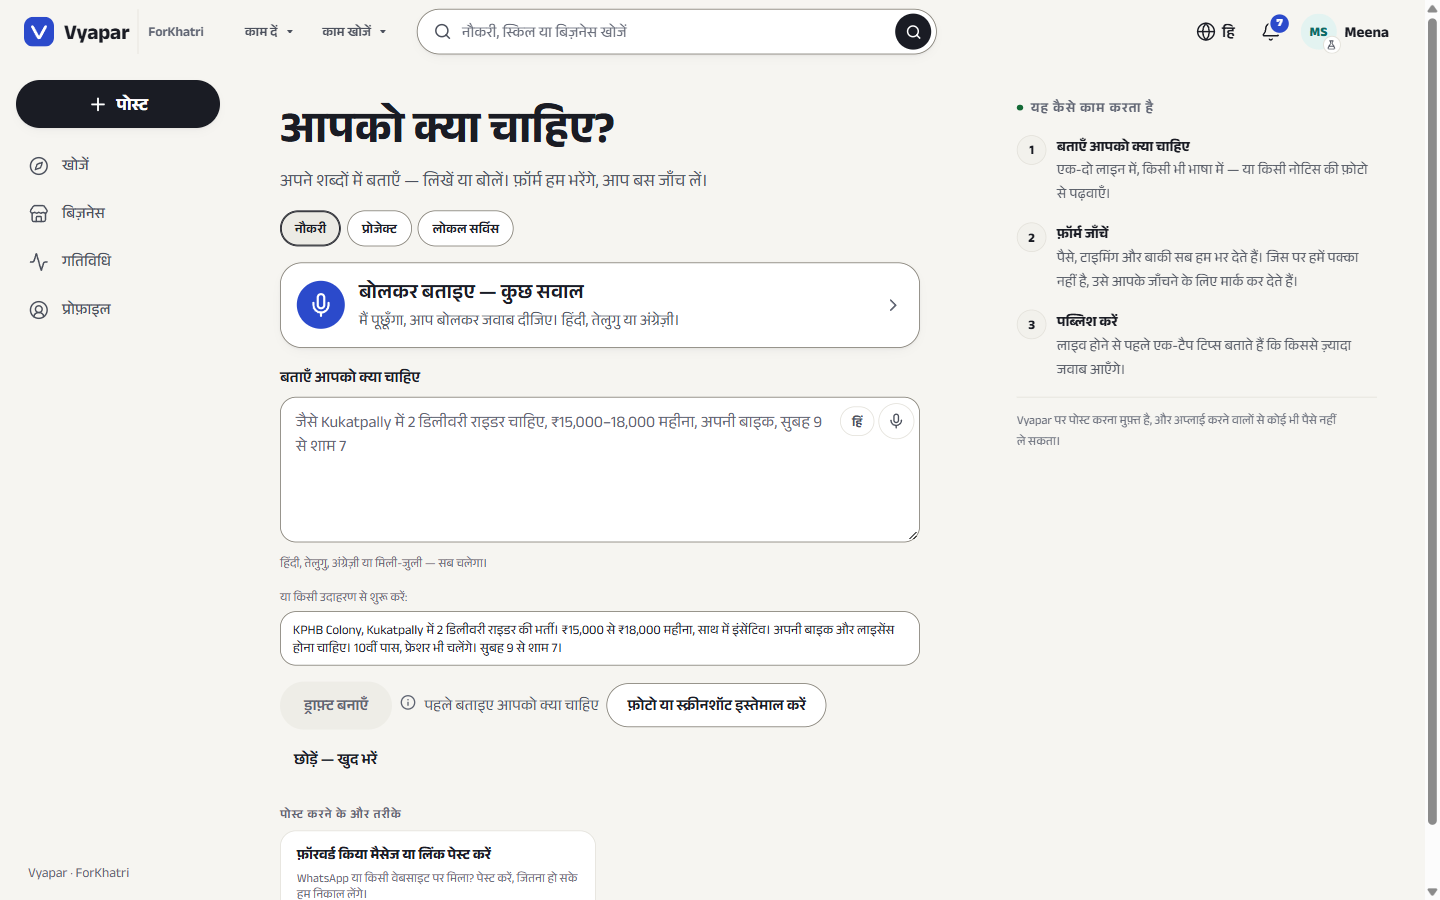 Vyapar
ForKhatri
काम दें
काम खोजें
नौकरी, स्किल या बिज़नेस खोजें
हि
7
MS
Meena
पोस्ट
खोजें
बिज़नेस
गतिविधि
प्रोफ़ाइल
Vyapar · ForKhatri
आपको क्या चाहिए?
अपने शब्दों में बताएँ — लिखें या बोलें। फ़ॉर्म हम भरेंगे, आप बस जाँच लें।
नौकरी
प्रोजेक्ट
लोकल सर्विस
बोलकर बताइए — कुछ सवाल
मैं पूछूँगा, आप बोलकर जवाब दीजिए। हिंदी, तेलुगु या अंग्रेज़ी।
बताएँ आपको क्या चाहिए
जैसे Kukatpally में 2 डिलीवरी राइडर चाहिए, ₹15,000–18,000 महीना, अपनी बाइक, सुबह 9
से शाम 7
हिं
हिंदी, तेलुगु, अंग्रेज़ी या मिली-जुली — सब चलेगा।
या किसी उदाहरण से शुरू करें:
KPHB Colony, Kukatpally में 2 डिलीवरी राइडर की भर्ती। ₹15,000 से ₹18,000 महीना, साथ में इंसेंटिव। अपनी बाइक और लाइसेंस
होना चाहिए। 10वीं पास, फ्रेशर भी चलेंगे। सुबह 9 से शाम 7।
ड्राफ़्ट बनाएँ
पहले बताइए आपको क्या चाहिए
फ़ोटो या स्क्रीनशॉट इस्तेमाल करें
छोड़ें — खुद भरें
पोस्ट करने के और तरीके
फ़ॉरवर्ड किया मैसेज या लिंक पेस्ट करें
WhatsApp या किसी वेबसाइट पर मिला? पेस्ट करें, जितना हो सके
हम निकाल लेंगे।
यह कैसे काम करता है
1
बताएँ आपको क्या चाहिए
एक-दो लाइन में, किसी भी भाषा में — या किसी नोटिस की फ़ोटो
से पढ़वाएँ।
2
फ़ॉर्म जाँचें
पैसे, टाइमिंग और बाकी सब हम भर देते हैं। जिस पर हमें पक्का
नहीं है, उसे आपके जाँचने के लिए मार्क कर देते हैं।
3
पब्लिश करें
लाइव होने से पहले एक-टैप टिप्स बताते हैं कि किससे ज़्यादा
जवाब आएँगे।
Vyapar पर पोस्ट करना मुफ़्त है, और अप्लाई करने वालों से कोई भी पैसे नहीं
ले सकता।